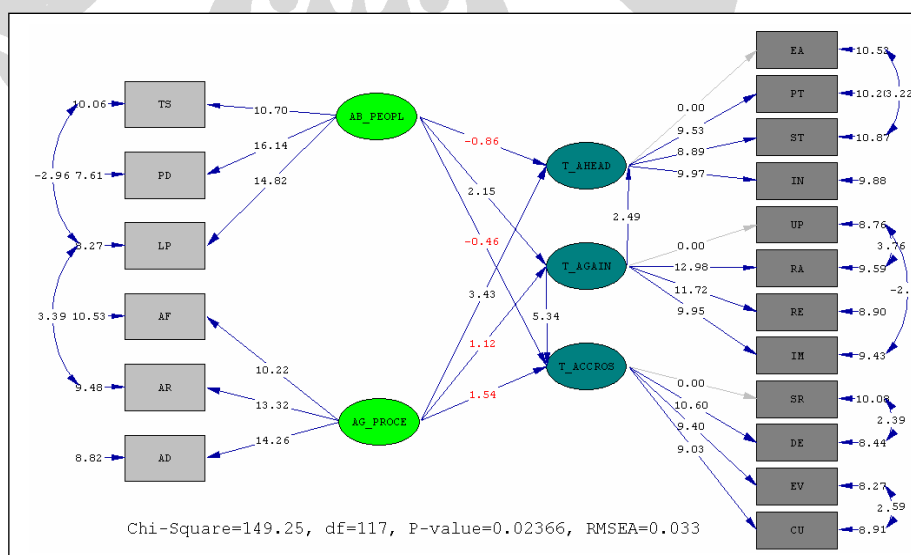 EA
10.52
3.22
PT
ST
10.87
IN
9.88
UP
8.76
3.76
RA
9.59
RE
8.90
IM
9.43
SR
10.08
2.39
DE
8.44
EV
8.27
2.59
CU
8.91
10.06
TS
-2.96
7.61
PD
8.27
LP
3.39
10.53
AF
9.48
AR
8.82
AD
10.70
16.14
14.82
AB_PEOPL
10.22
13.32
14.26
AG_PROCE
-0.86
2.15
-0.46
3.43
1.12
1.54
T_AHEAD
2.49
T_AGAIN
5.34
T_ACCROS
0.00
9.53
8.89
9.97
0.00
12.98
11.72
9.95
0.00
10.60
9.40
9.03
Chi-Square=149.25, df=117, P-value=0.02366, RMSEA=0.033